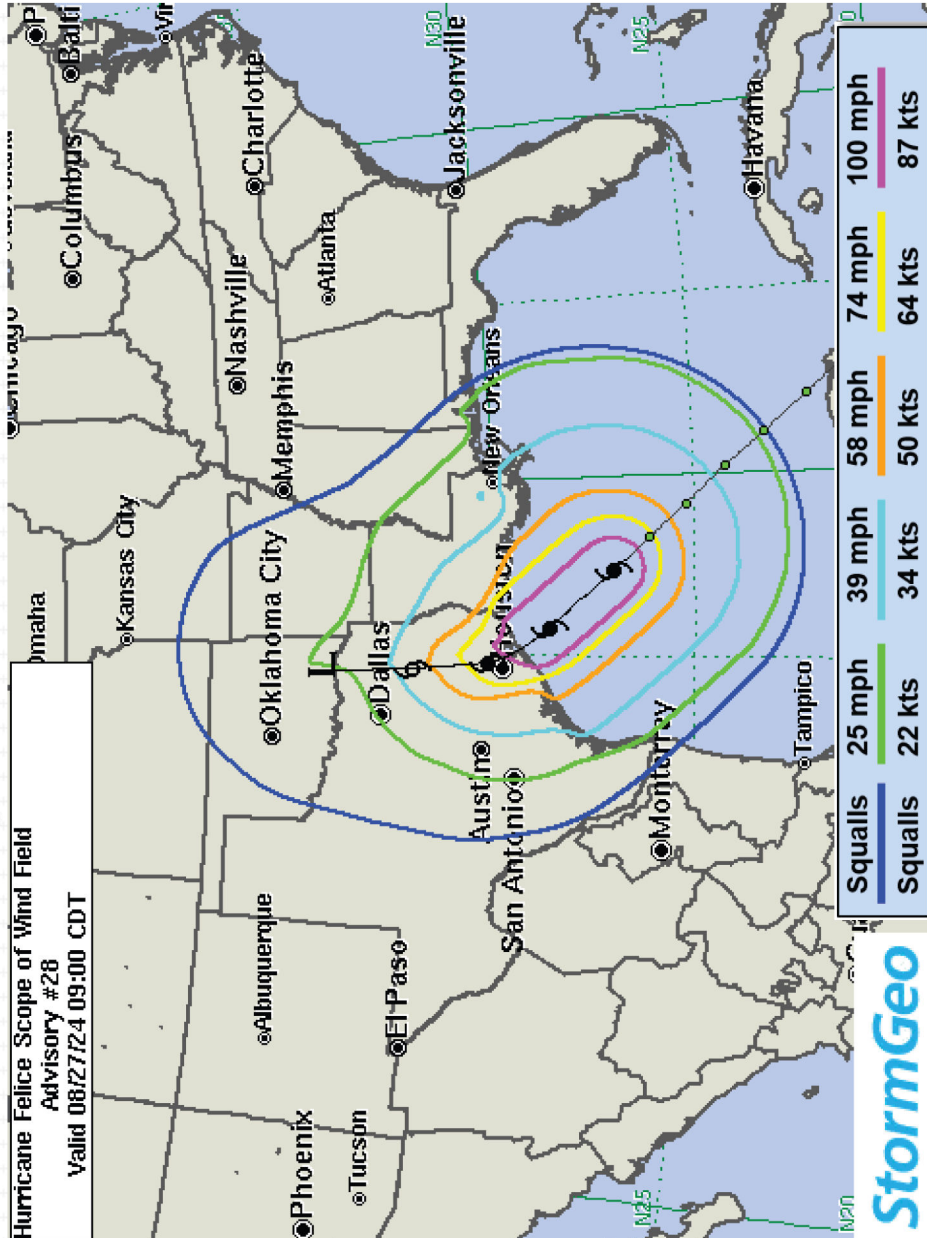 Hurricane Felice Scope of Wind Field
Advisory #28
Valid 08/27/24 09:00 CDT
Omaha
Kansas City
Columbus
Balti
P
Nashville
Charlotte
Memphis
Atlanta
Oklahoma City
Albuquerque
Phoenix
Tucson
El Paso
L
Dallas
Jacksonville
N30
New Orleans
Austin
San Antonio
Monterrey
Tampico
Havana
N25
N25
N20
0
Squalls 25 mph 39 mph 58 mph 74 mph 100 mph
Squalls 22 kts 34 kts 50 kts 64 kts 87 kts
StormGeo